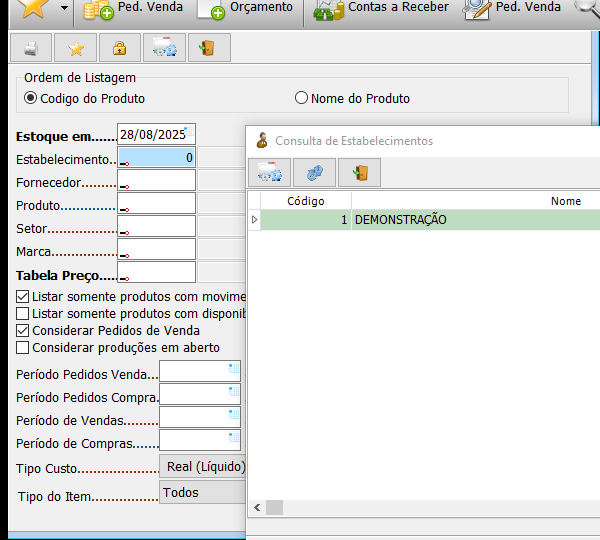 Ped. Venda
Orçamento
Contas a Receber
Ped. Venda
Ordem de Listagem
Codigo do Produto
Nome do Produto
Estoque em.....
28/08/2025
Estabelecimento..
0
Fornecedor........
Produto.............
Setor................
Marca...............
Tabela Preço.....
Listar somente produtos com movime
Listar somente produtos com disponib
Considerar Pedidos de Venda
Considerar produções em aberto
Período Pedidos Venda...
Período Pedidos Compra.
Período de Vendas.........
Período de Compras.......
Tipo Custo....................
Real (Líquido)
Tipo do Item.................
Todos
Consulta de Estabelecimentos
Código
Nome
1 DEMONSTRAÇÃO